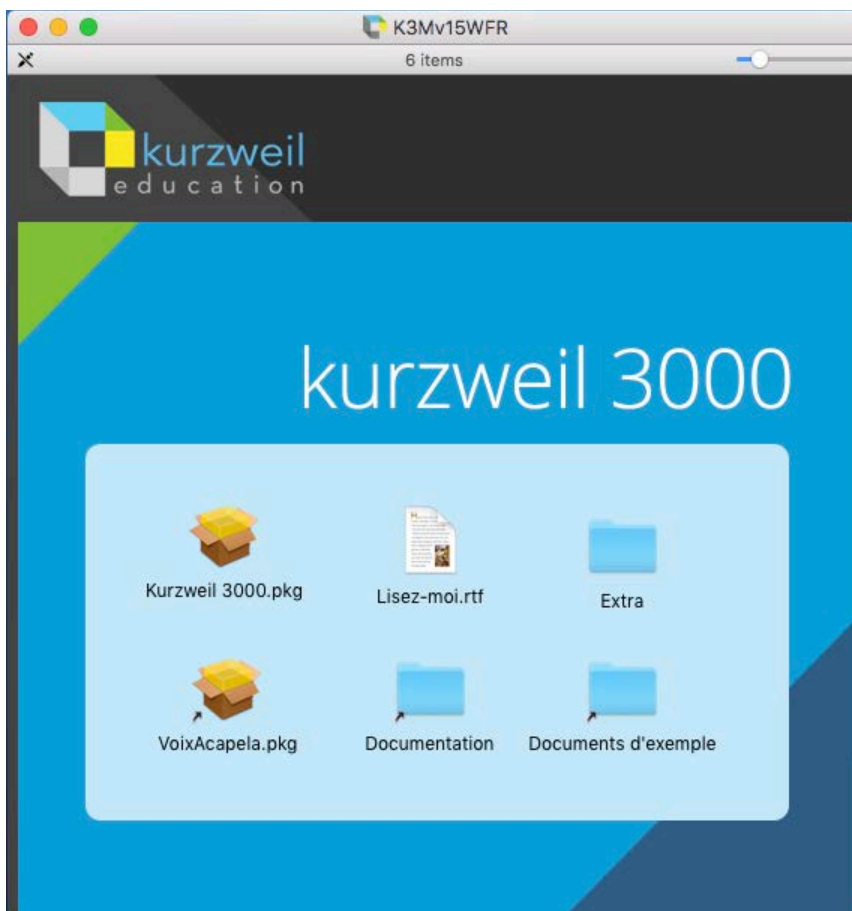 K3Mv15WFR
6 items
kurzweil
education
kurzweil 3000
Kurzweil 3000.pkg
Lisez-moi.rtf
Extra
VoixAcapela.pkg
Documentation
Documents d'exemple